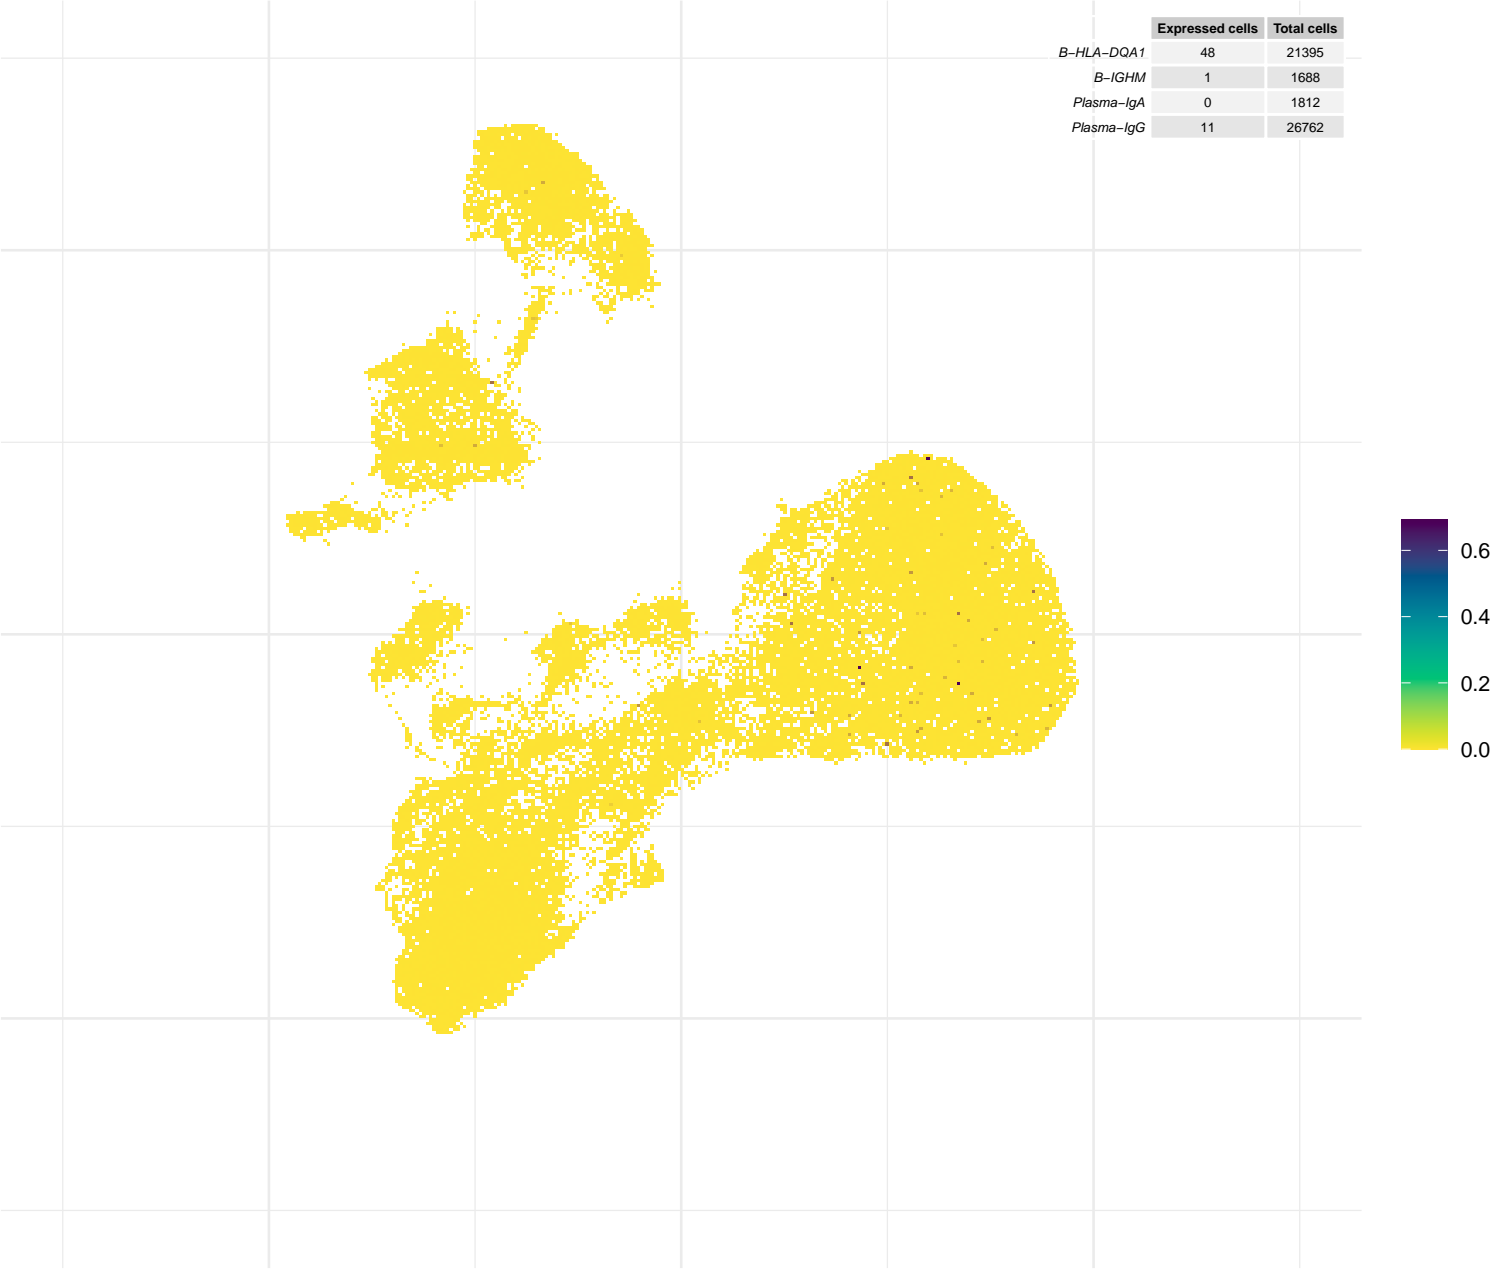 Expressed cells Total cells
B−HLA−DQA1 48 21395
B−IGHM 1 1688
Plasma−IgA 0 1812
Plasma−IgG 11 26762
0.6
0.4
0.2
0.0